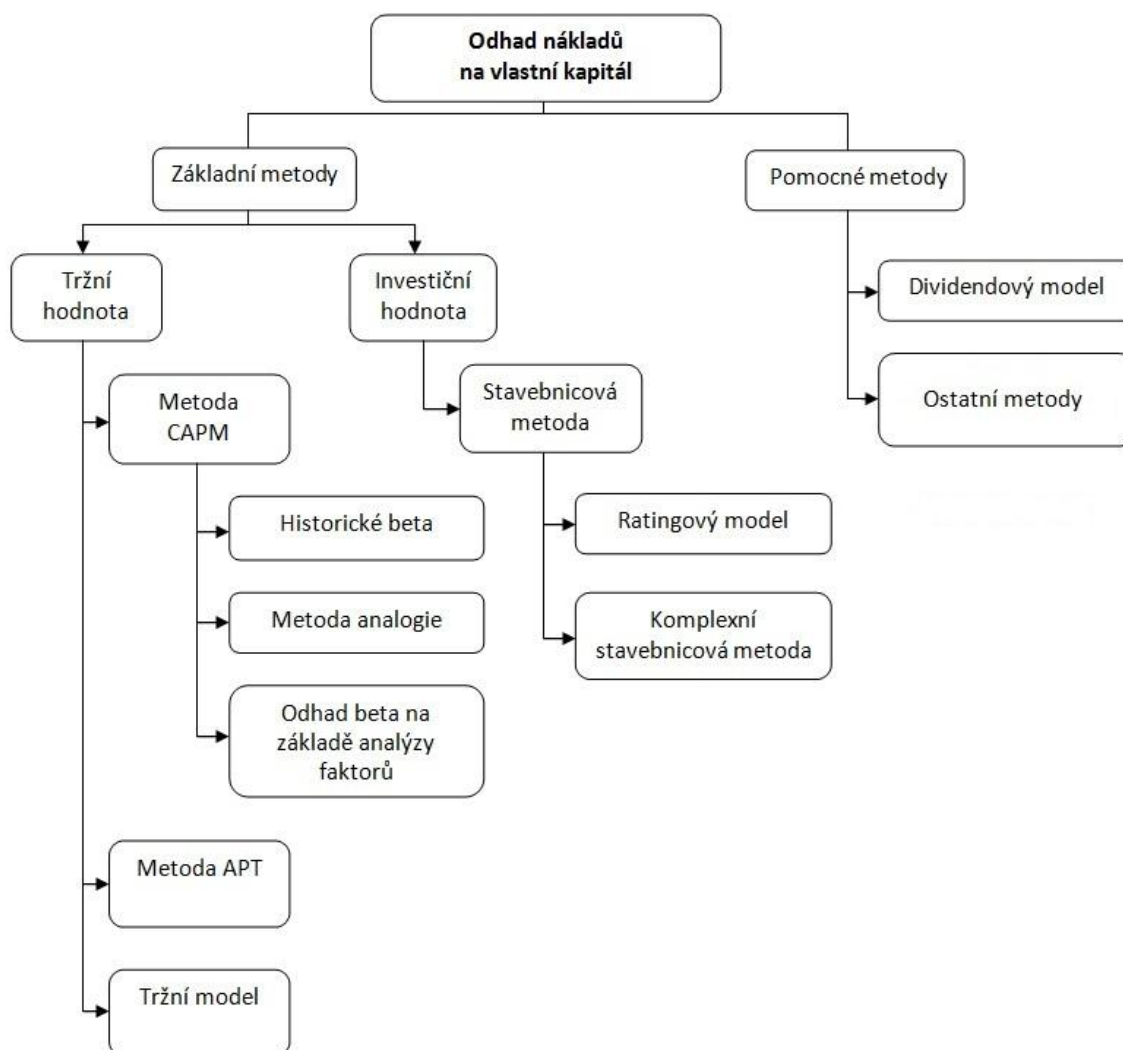 Odhad nákladů
na vlastní kapitál
Základní metody
Pomocné metody
Tržní
hodnota
Investiční
hodnota
Dividendový model
Ostatní metody
Metoda
CAPM
Stavebnicová
metoda
Historické beta
Ratingový model
Metoda analogie
Komplexní
stavebnicová metoda
Odhad beta na
základě analýzy
faktorů
Metoda APT
Tržní model